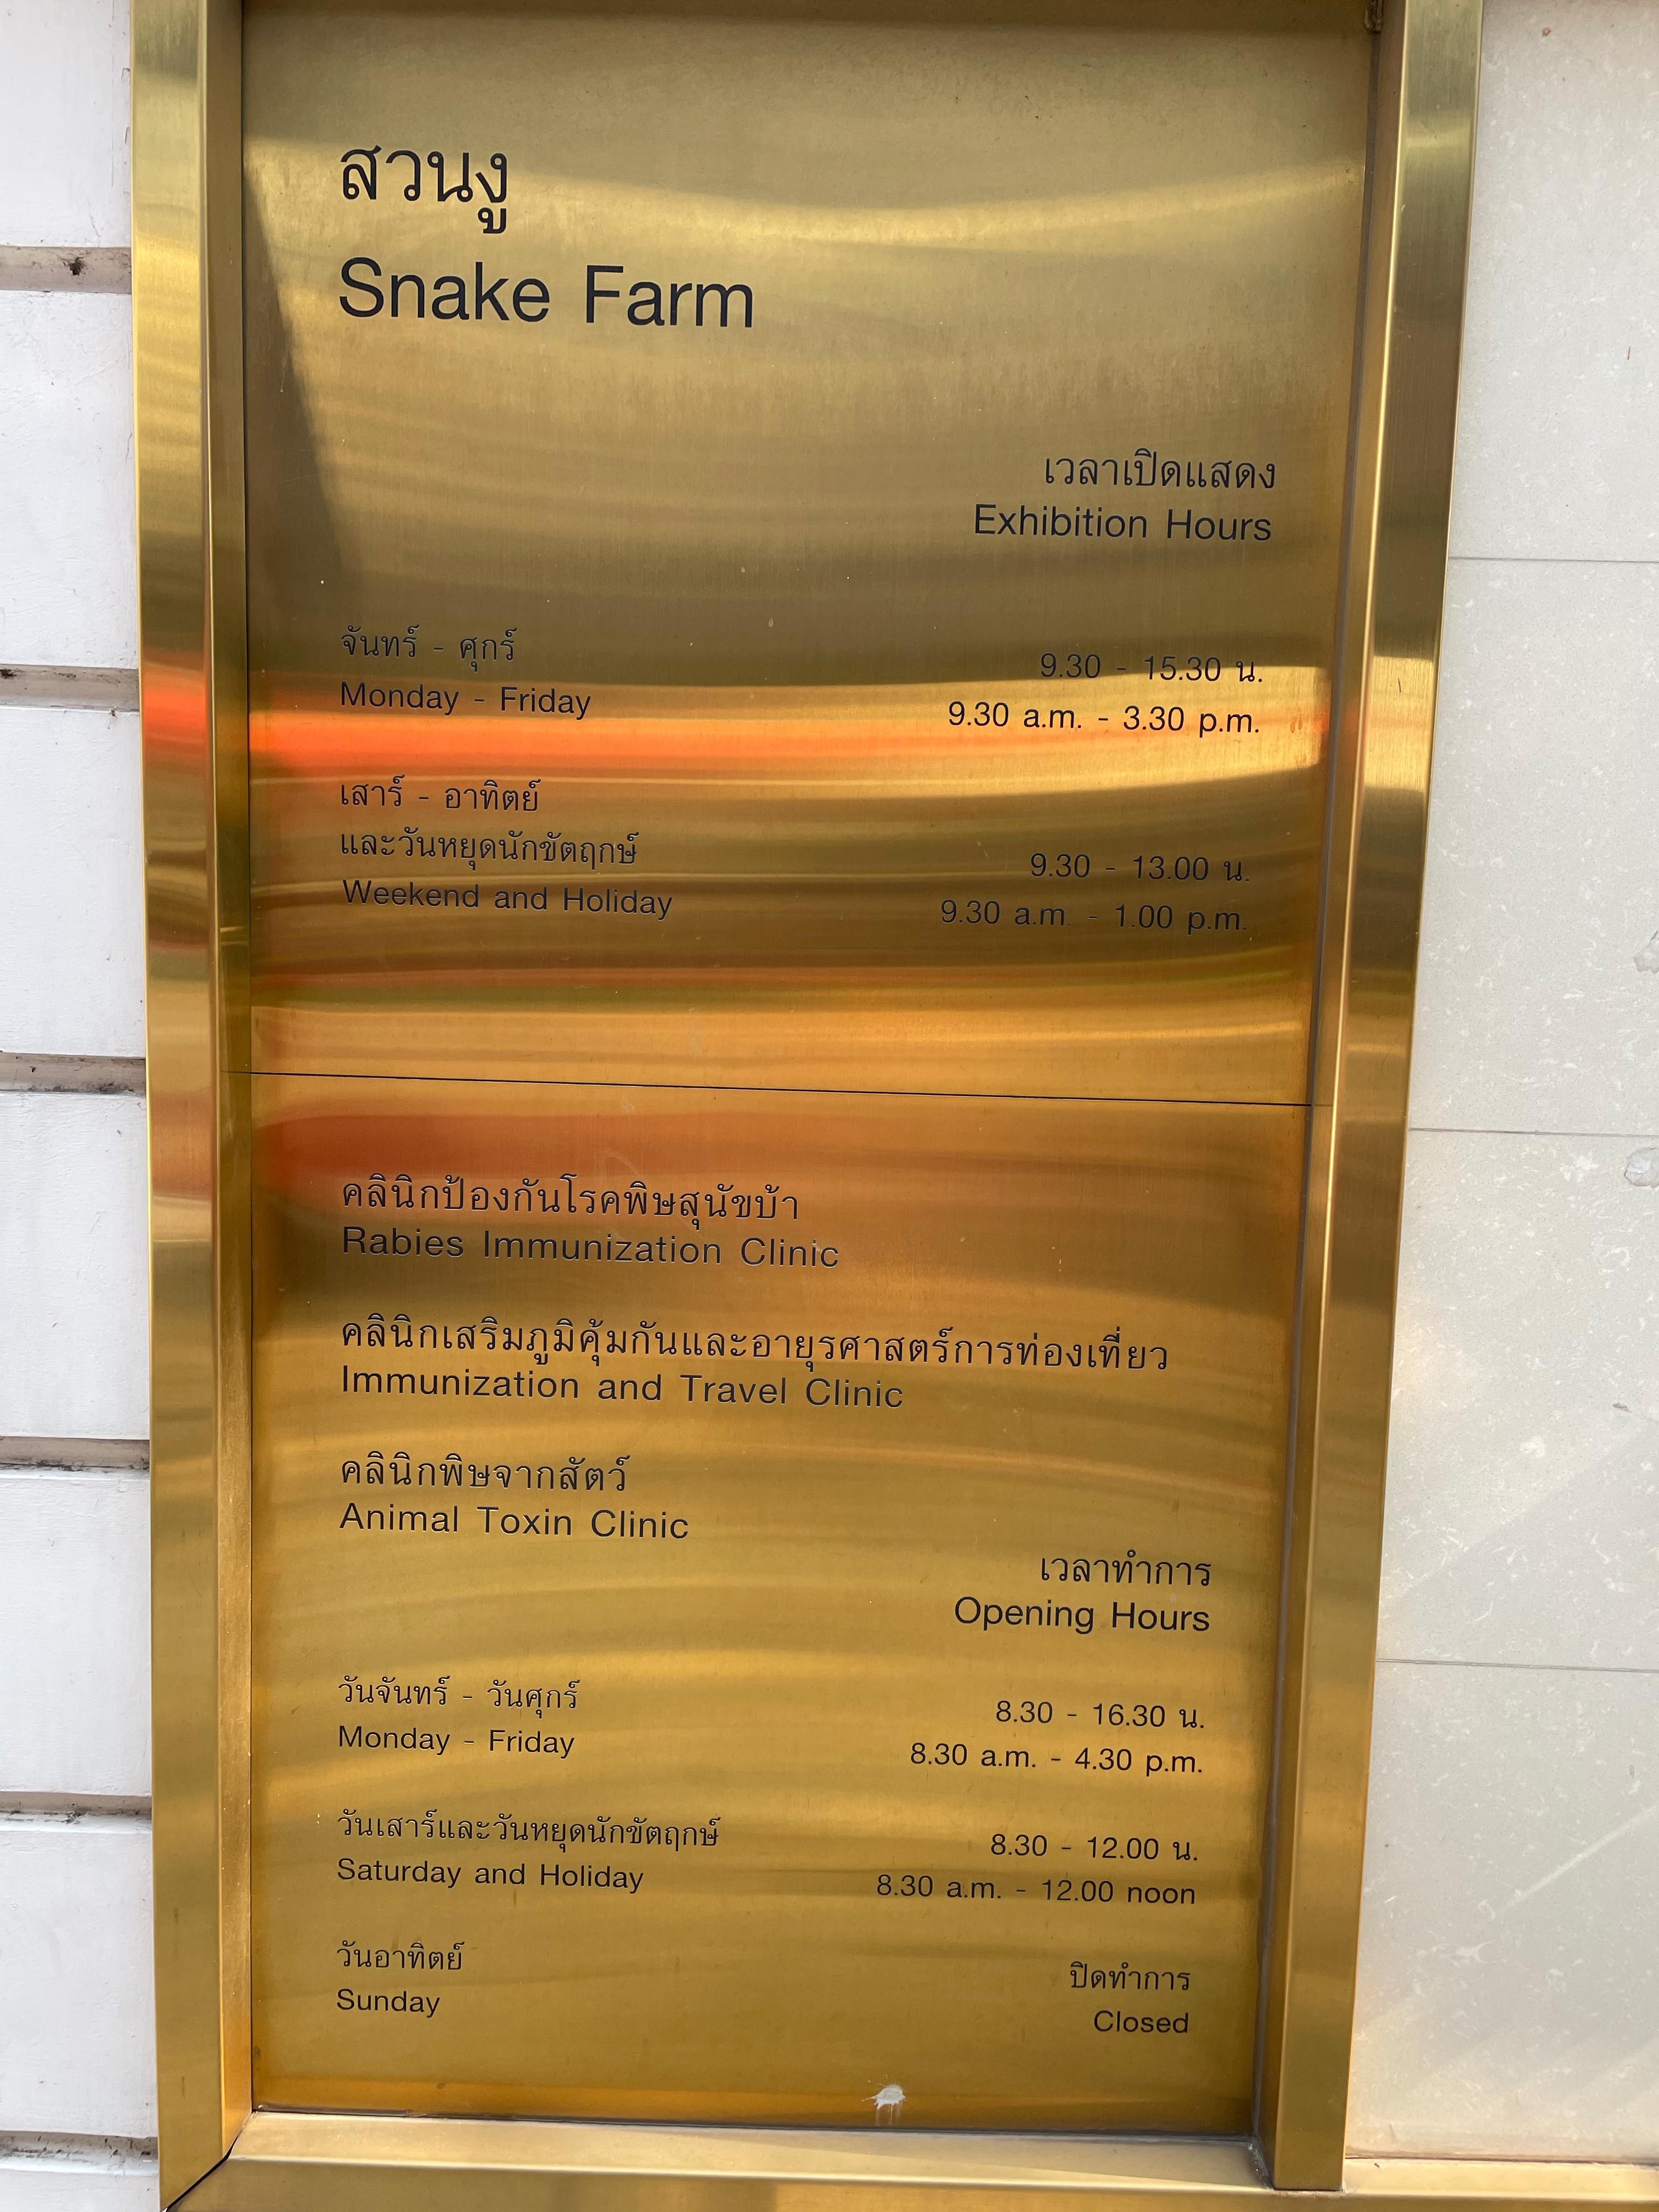 สวนงู
Snake Farm
เวลาเปิดแสดง
Exhibition Hours
จันทร์ - ศุกร์
9.30 - 15.30 น.
Monday - Friday
9.30 a.m. - 3.30 p.m.
เสาร์ - อาทิตย์
และวันหยุดนักขัตฤกษ์
9.30 - 13.00 น.
Weekend and Holiday
9.30 a.m. - 1.00 p.m.
คลินิกป้องกันโรคพิษสุนัขบ้า
Rabies Immunization Clinic
คลินิกเสริมภูมิคุ้มกันและอายุรศาสตร์การท่องเที่ยว
Immunization and Travel Clinic
คลินิกพิษจากสัตว์
Animal Toxin Clinic
เวลาทำการ
Opening Hours
วันจันทร์ - วันศุกร์
8.30 - 16.30 น.
Monday - Friday
8.30 a.m. - 4.30 p.m.
วันเสาร์และวันหยุดนักขัตฤกษ์
8.30 - 12.00 น.
Saturday and Holiday
8.30 a.m. - 12.00 noon
วันอาทิตย์
ปิดทำการ
Sunday
Closed